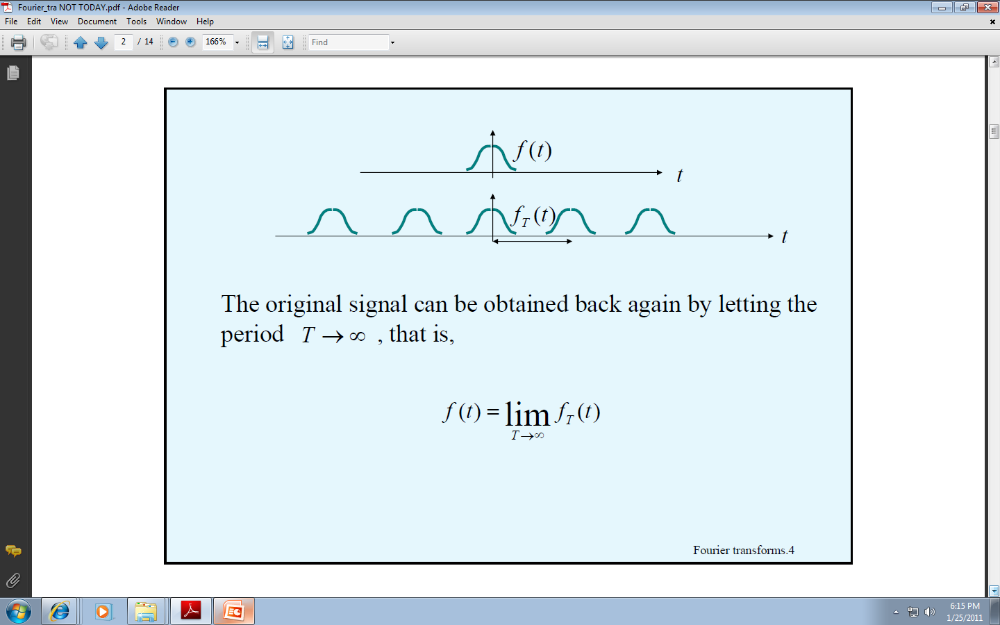 Fourier_tra NOT TODAY.pdf - Adobe Reader
File Edit View Document Tools Window Help
2 / 14 166% Find
f(t)
t
f_T(t)
t
The original signal can be obtained back again by letting the
period T → ∞ , that is,
f(t) = lim f_T(t)
T→∞
Fourier transforms.4
6:15 PM
1/25/2011